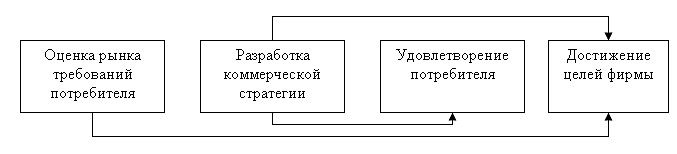 Оценка рынка
требований
потребителя
Разработка
коммерческой
стратегии
Удовлетворение
потребителя
Достижение
целей фирмы